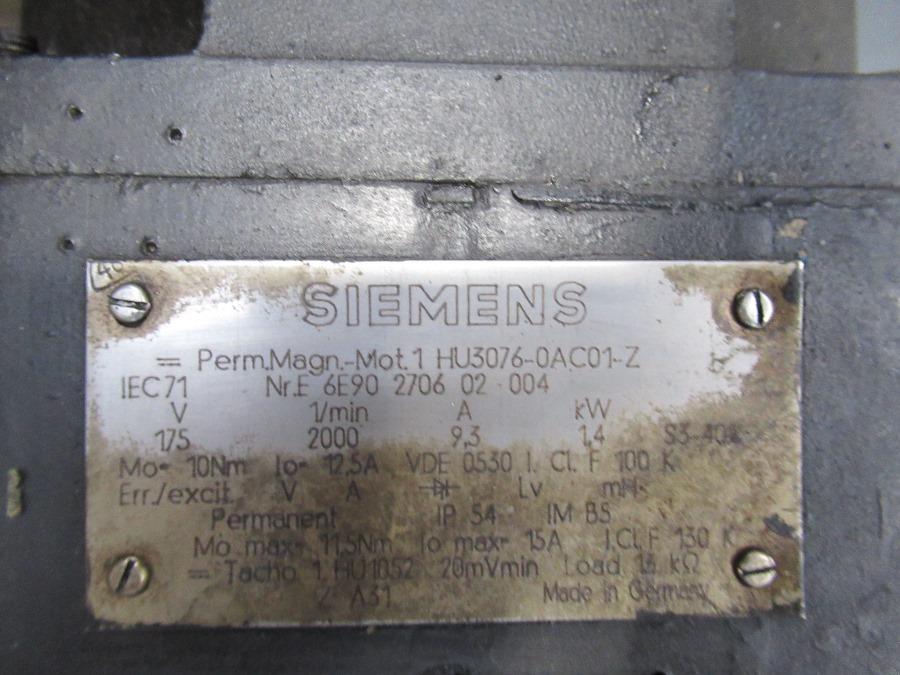 40
SIEMENS
= Perm.Magn.-Mot.1 HU3076-0AC01-Z
IEC71 Nr.E 6E90 2706 02 004
V 1/min A kW
175 2000 9,3 1,4 S3-40%
Mo= 10Nm Io= 12,5A VDE 0530 I. Cl. F 100 K
Err./excit. V A Lv mH
Permanent IP 54 IM B5
Mo max= 11,5Nm Io max= 15A I.Cl.F 130 K
= Tacho 1 HU1052 20mVmin Load kΩ
Z A31 Made in Germany